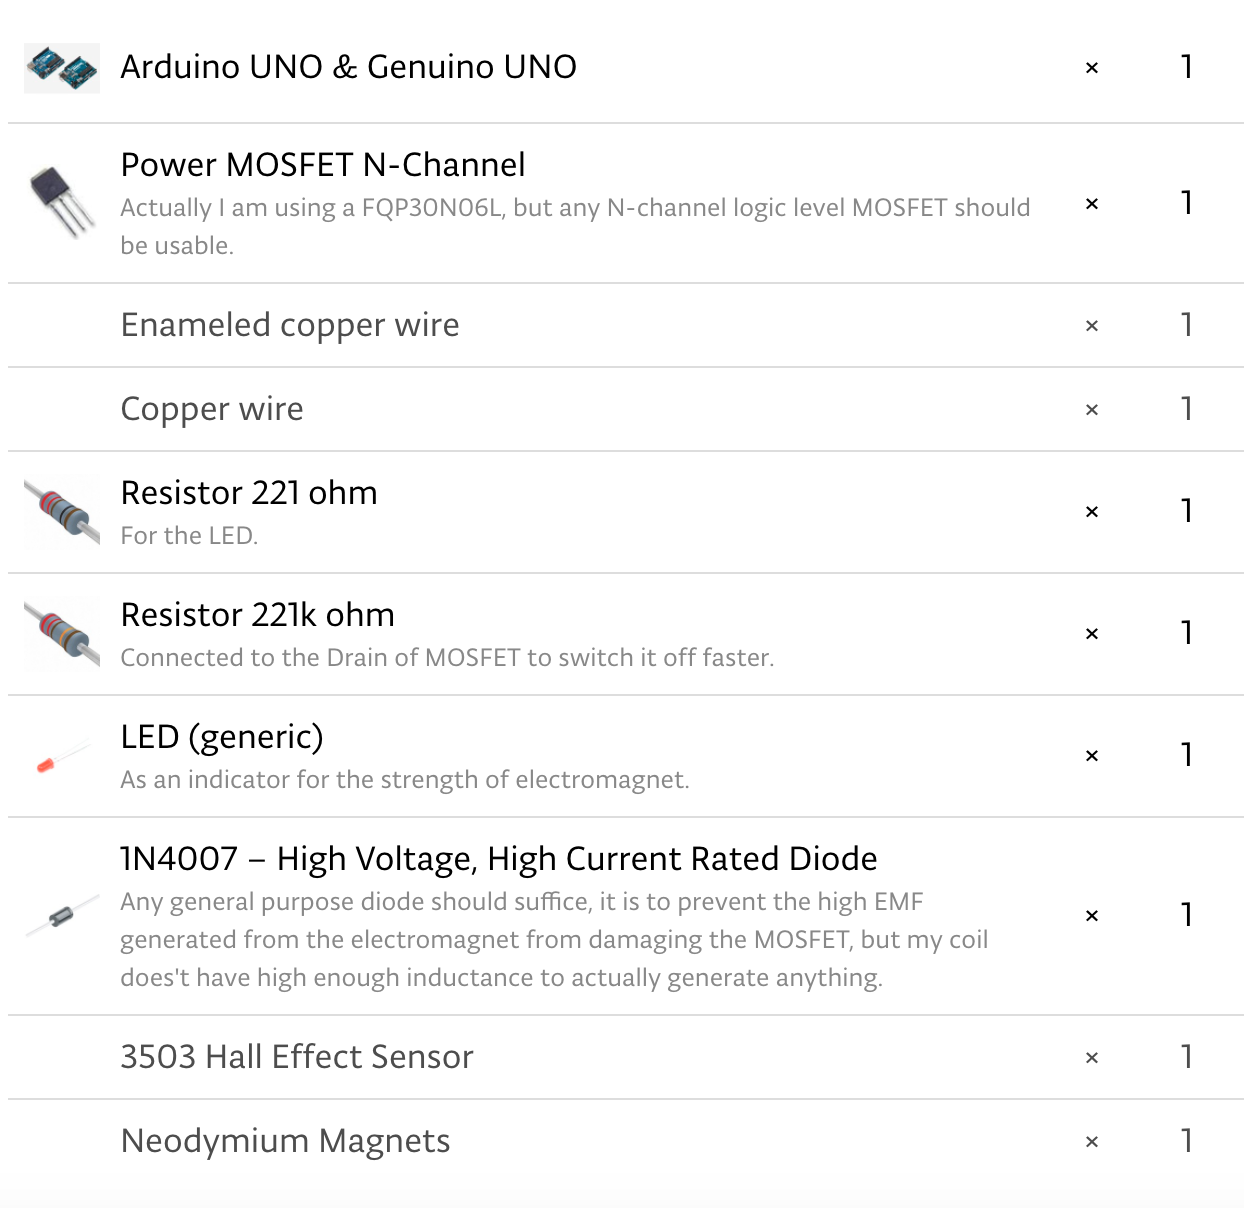 Arduino UNO & Genuino UNO × 1
Power MOSFET N-Channel
Actually I am using a FQP30N06L, but any N-channel logic level MOSFET should × 1
be usable.
Enameled copper wire × 1
Copper wire × 1
Resistor 221 ohm × 1
For the LED.
Resistor 221k ohm × 1
Connected to the Drain of MOSFET to switch it off faster.
LED (generic) × 1
As an indicator for the strength of electromagnet.
1N4007 – High Voltage, High Current Rated Diode
Any general purpose diode should suffice, it is to prevent the high EMF × 1
generated from the electromagnet from damaging the MOSFET, but my coil
does't have high enough inductance to actually generate anything.
3503 Hall Effect Sensor × 1
Neodymium Magnets × 1